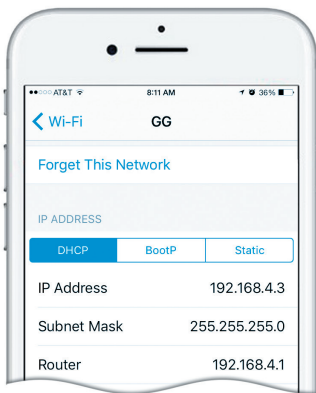 AT&T 8:11 AM 36%
Wi-Fi GG
Forget This Network
IP ADDRESS
DHCP BootP Static
IP Address 192.168.4.3
Subnet Mask 255.255.255.0
Router 192.168.4.1